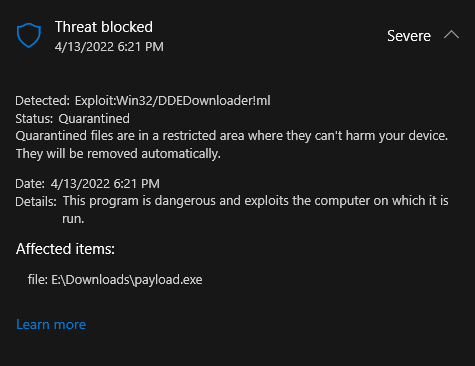 Threat blocked
4/13/2022 6:21 PM
Severe
Detected: Exploit:Win32/DDEDownloader!ml
Status: Quarantined
Quarantined files are in a restricted area where they can't harm your device.
They will be removed automatically.
Date: 4/13/2022 6:21 PM
Details: This program is dangerous and exploits the computer on which it is
run.
Affected items:
file: E:\Downloads\payload.exe
Learn more